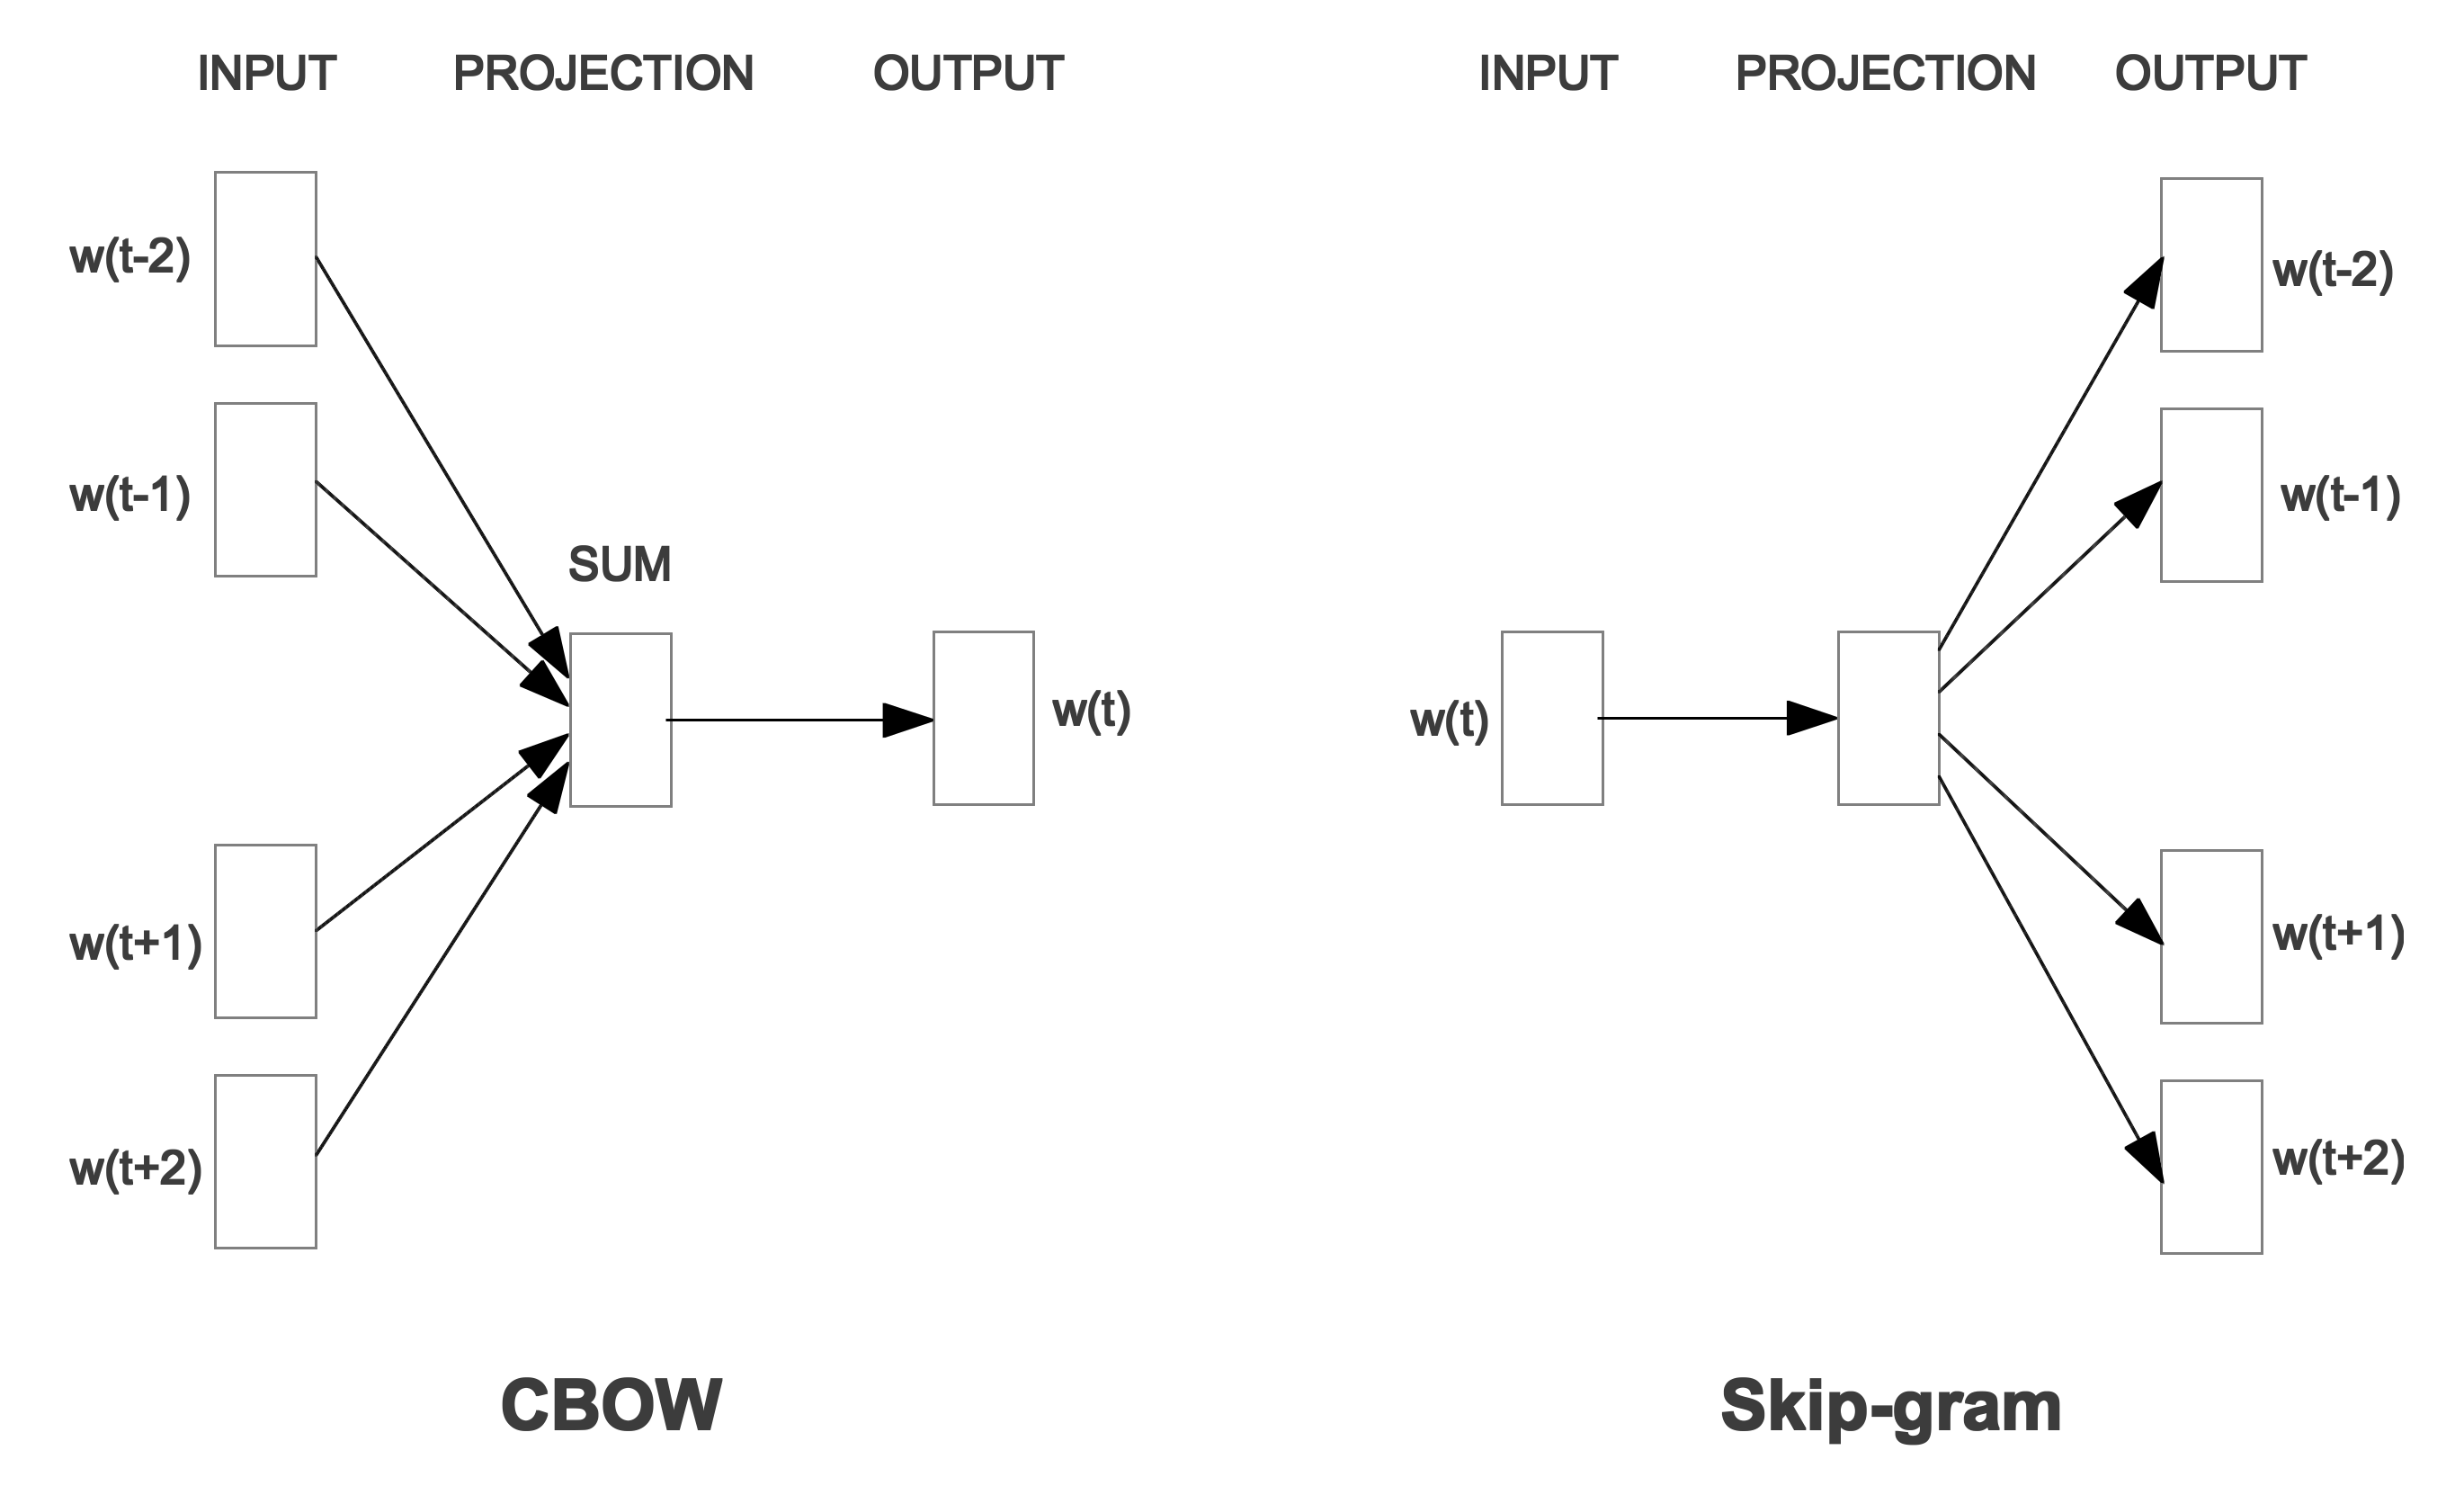 INPUT PROJECTION OUTPUT
w(t-2)
w(t-1)
SUM
w(t)
w(t+1)
w(t+2)
CBOW
INPUT PROJECTION OUTPUT
w(t-2)
w(t-1)
w(t)
w(t+1)
w(t+2)
Skip-gram